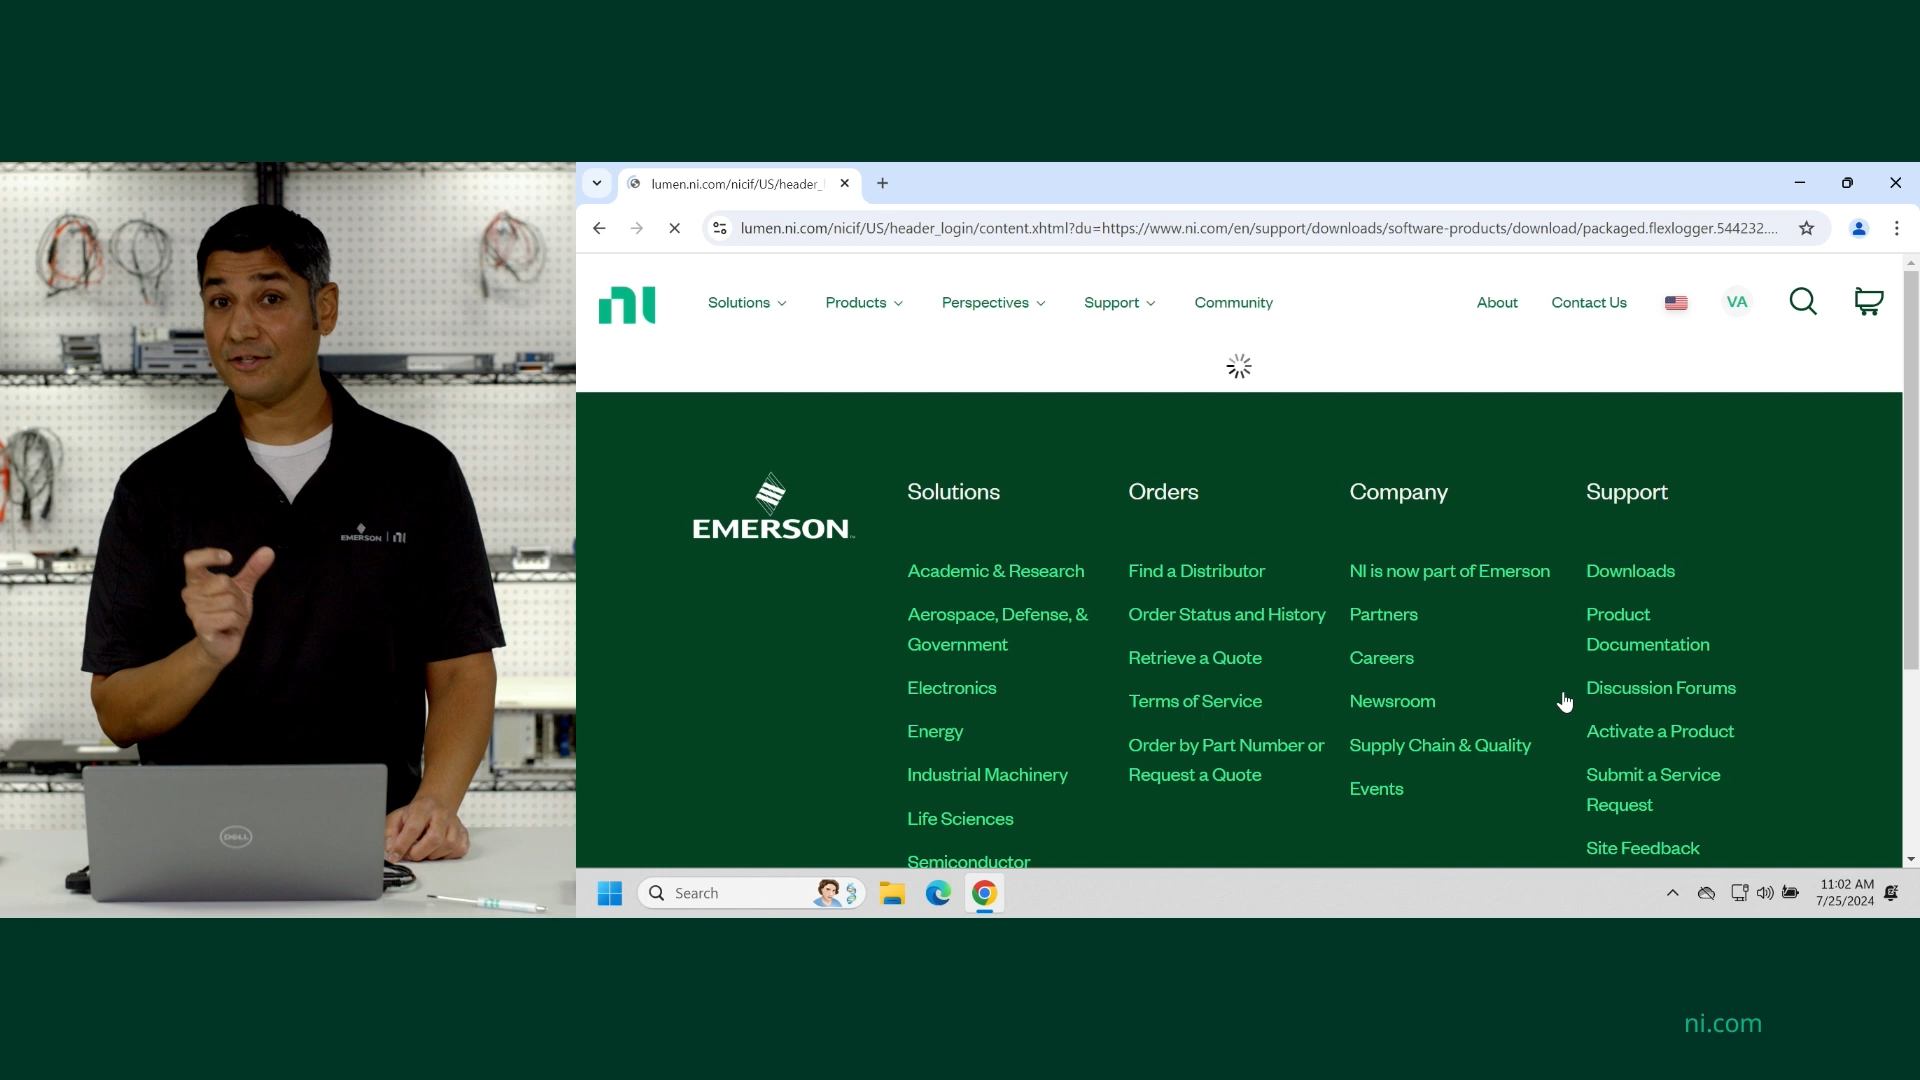 lumen.ni.com/nicif/US/header_
lumen.ni.com/nicif/US/header_login/content.xhtml?du=https://www.ni.com/en/support/downloads/software-products/download/packaged.flexlogger.544232....
ni
Solutions
Products
Perspectives
Support
Community
About
Contact Us
VA
EMERSON
Solutions
Academic & Research
Aerospace, Defense, &
Government
Electronics
Energy
Industrial Machinery
Life Sciences
Semiconductor
Orders
Find a Distributor
Order Status and History
Retrieve a Quote
Terms of Service
Order by Part Number or
Request a Quote
Company
NI is now part of Emerson
Partners
Careers
Newsroom
Supply Chain & Quality
Events
Support
Downloads
Product
Documentation
Discussion Forums
Activate a Product
Submit a Service
Request
Site Feedback
Search
11:02 AM
7/25/2024
EMERSON | ni
DELL
ni.com